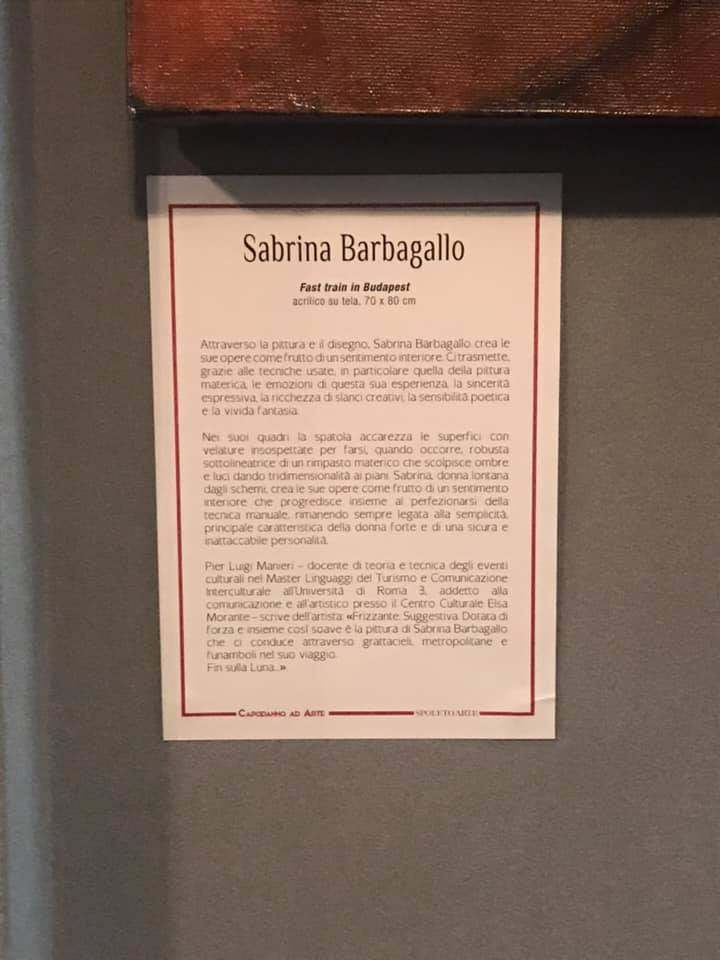 Sabrina Barbagallo
Fast train in Budapest
acrilico su tela, 70 x 80 cm
Attraverso la pittura e il disegno, Sabrina Barbagallo crea le
sue opere come frutto di un sentimento interiore. Ci trasmette,
grazie alle tecniche usate, in particolare quella della pittura
materica, le emozioni di questa sua esperienza, la sincerità
espressiva, la ricchezza di slanci creativi, la sensibilità poetica
e la vivida fantasia.
Nei suoi quadri la spatola accarezza le superfici con
velature insospettate per farsi, quando occorre, robusta
sottolineatrice di un rimpasto materico che scolpisce ombre
e luci dando tridimensionalità ai piani. Sabrina, donna lontana
dagli schemi, crea le sue opere come frutto di un sentimento
interiore che progredisce insieme al perfezionarsi della
tecnica manuale, rimanendo sempre legata alla semplicità,
principale caratteristica della donna forte e di una sicura e
inattaccabile personalità.
Pier Luigi Manieri – docente di teoria e tecnica degli eventi
culturali nel Master Linguaggi del Turismo e Comunicazione
Interculturale all'Università di Roma 3, addetto alla
comunicazione e all'artistico presso il Centro Culturale Elsa
Morante – scrive dell'artista: «Frizzante. Suggestiva. Dotata di
forza e insieme così soave è la pittura di Sabrina Barbagallo
che ci conduce attraverso grattacieli, metropolitane e
funamboli nel suo viaggio.
Fin sulla Luna...»
Capodanno ad Arte SPOLETOARTE